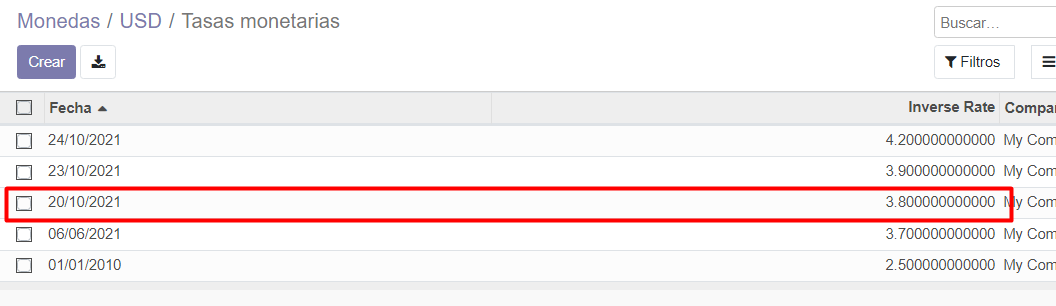 Monedas / USD / Tasas monetarias
Buscar...
Crear
Filtros
Fecha Inverse Rate Compa
24/10/2021 4.200000000000 My Com
23/10/2021 3.900000000000 My Com
20/10/2021 3.800000000000 My Com
06/06/2021 3.700000000000 My Com
01/01/2010 2.500000000000 My Com